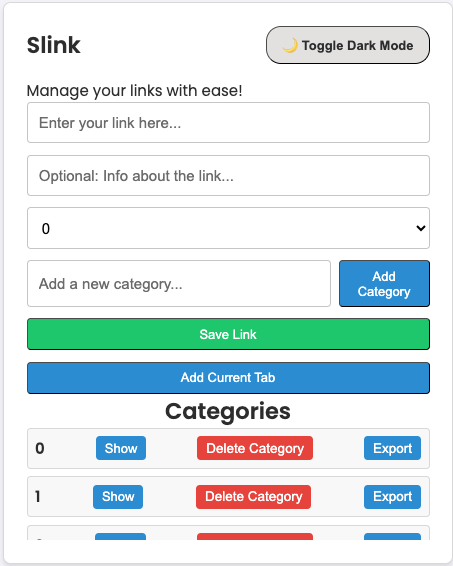 Slink
🌙 Toggle Dark Mode
Manage your links with ease!
Enter your link here...
Optional: Info about the link...
0
Add a new category...
Add
Category
Save Link
Add Current Tab
Categories
0 Show Delete Category Export
1 Show Delete Category Export